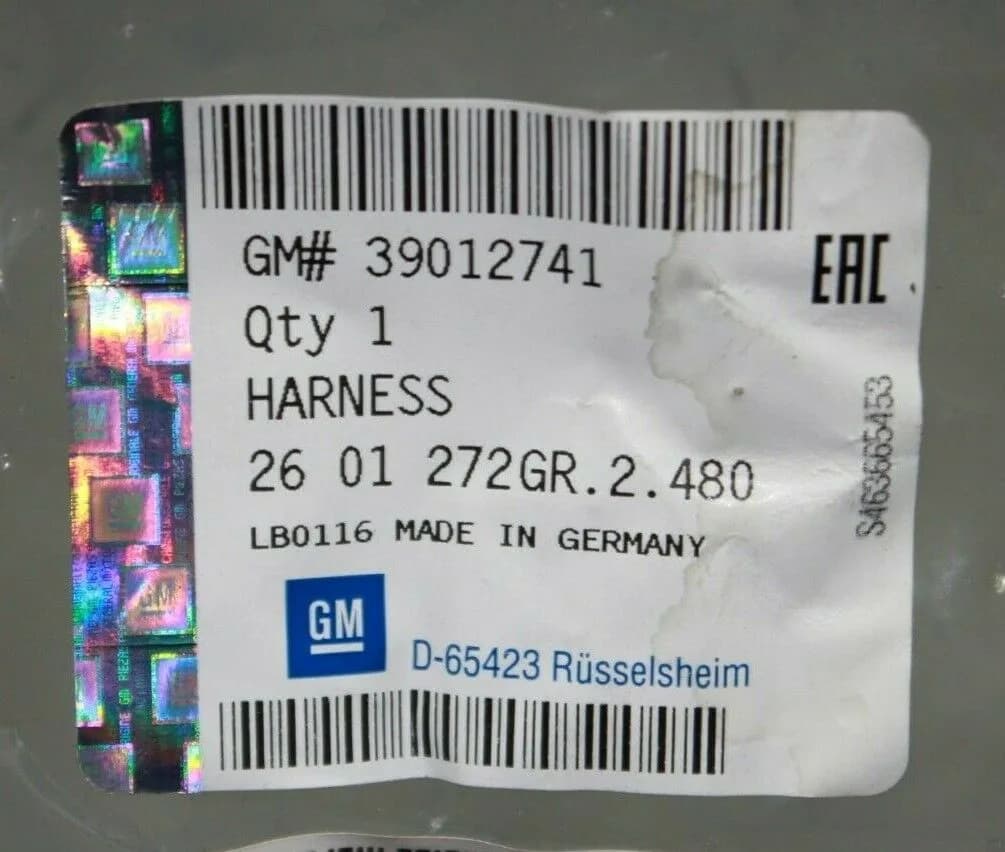 GM# 39012741
EAC
Qty 1
HARNESS
26 01 272GR.2.480
LB0116 MADE IN GERMANY
S463665453
GM
D-65423 Rüsselsheim